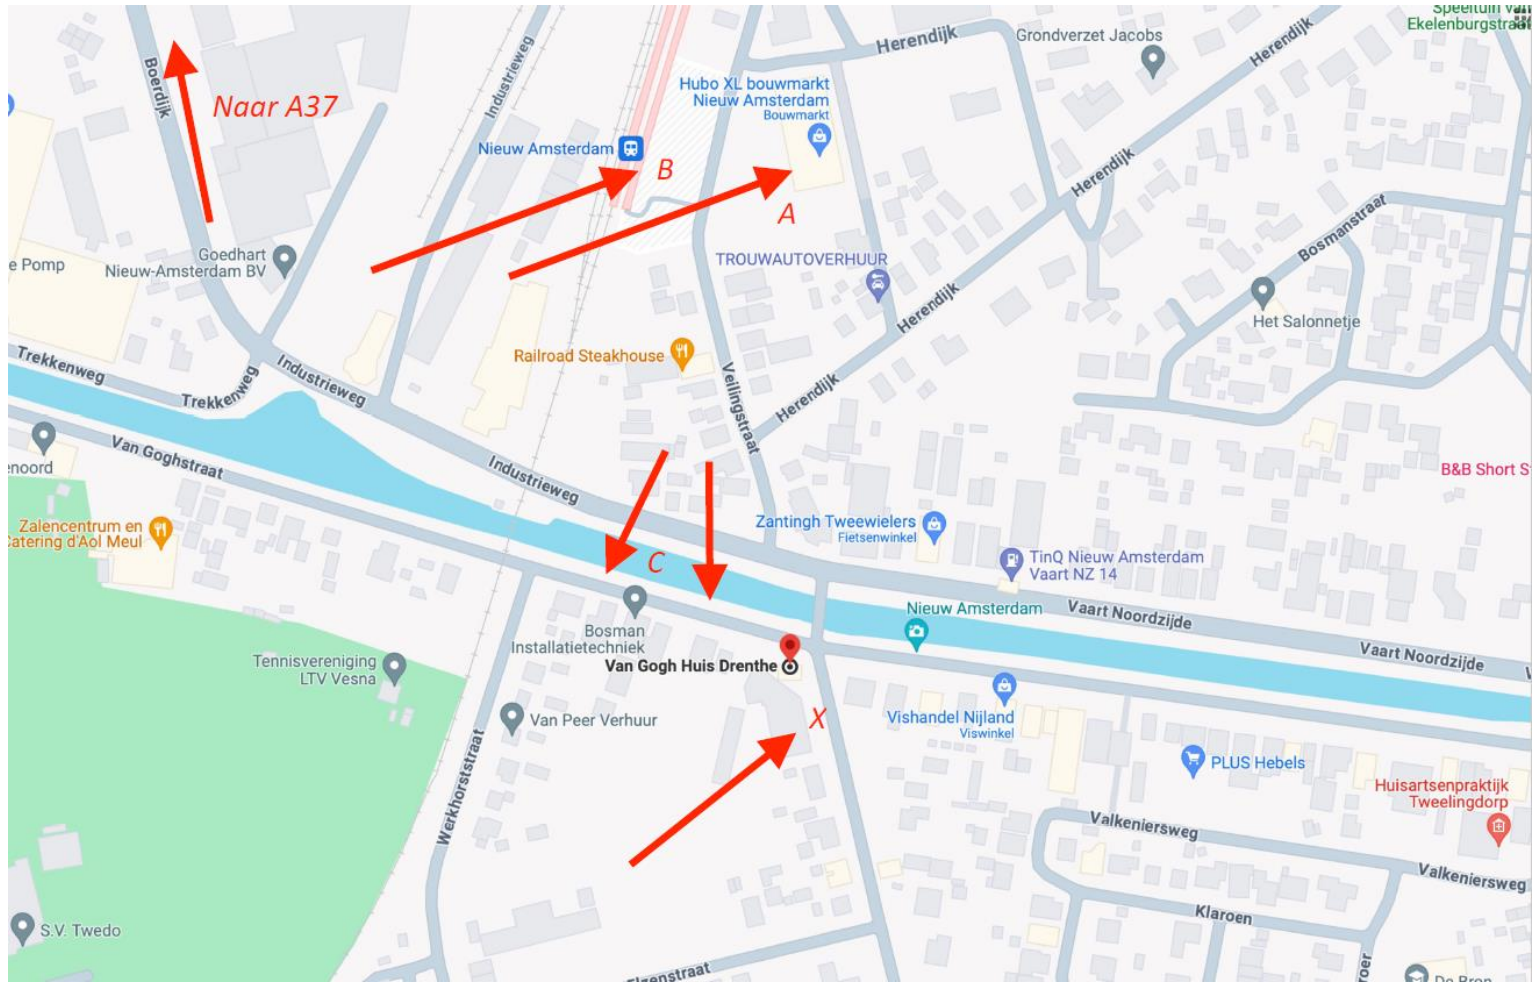 Speeltuin van
Ekelenburgstraat
Herendijk
Grondverzet Jacobs
Herendijk
Boerdijk
Industrieweg
Naar A37
Hubo XL bouwmarkt
Nieuw Amsterdam
Bouwmarkt
Nieuw Amsterdam
B
A
Herendijk
Bosmanstraat
Goedhart
Nieuw-Amsterdam BV
e Pomp
TROUWAUTOVERHUUR
Herendijk
Het Salonnetje
Railroad Steakhouse
Trekkenweg
Industrieweg
Trekkenweg
Veilingstraat
Herendijk
Van Goghstraat
enoord
Industrieweg
B&B Short S
Zalencentrum en
Catering d'Aol Meul
Zantingh Tweewielers
Fietsenwinkel
C
TinQ Nieuw Amsterdam
Vaart NZ 14
Nieuw Amsterdam
Vaart Noordzijde
Bosman
Installatietechniek
Vaart Noordzijde
V
Tennisvereniging
LTV Vesna
Van Gogh Huis Drenthe
Van Peer Verhuur
X
Vishandel Nijland
Viswinkel
PLUS Hebels
Werkhorststraat
Huisartsenpraktijk
Tweelingdorp
Valkeniersweg
Valkeniersweg
Klaroen
S.V. Twedo
Elzenstraat
roer
De Bron